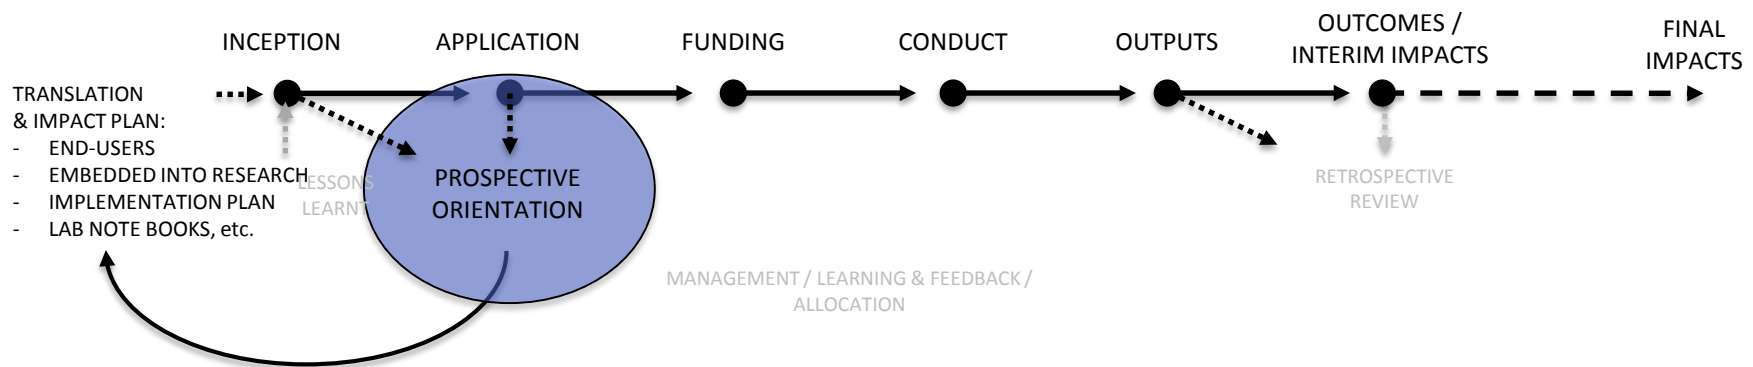 INCEPTION
APPLICATION
FUNDING
CONDUCT
OUTPUTS
OUTCOMES /
INTERIM IMPACTS
FINAL
IMPACTS
TRANSLATION
& IMPACT PLAN:
- END-USERS
- EMBEDDED INTO RESEARCH
- IMPLEMENTATION PLAN
- LAB NOTE BOOKS, etc.
LESSONS
LEARNT
PROSPECTIVE
ORIENTATION
RETROSPECTIVE
REVIEW
MANAGEMENT / LEARNING & FEEDBACK /
ALLOCATION